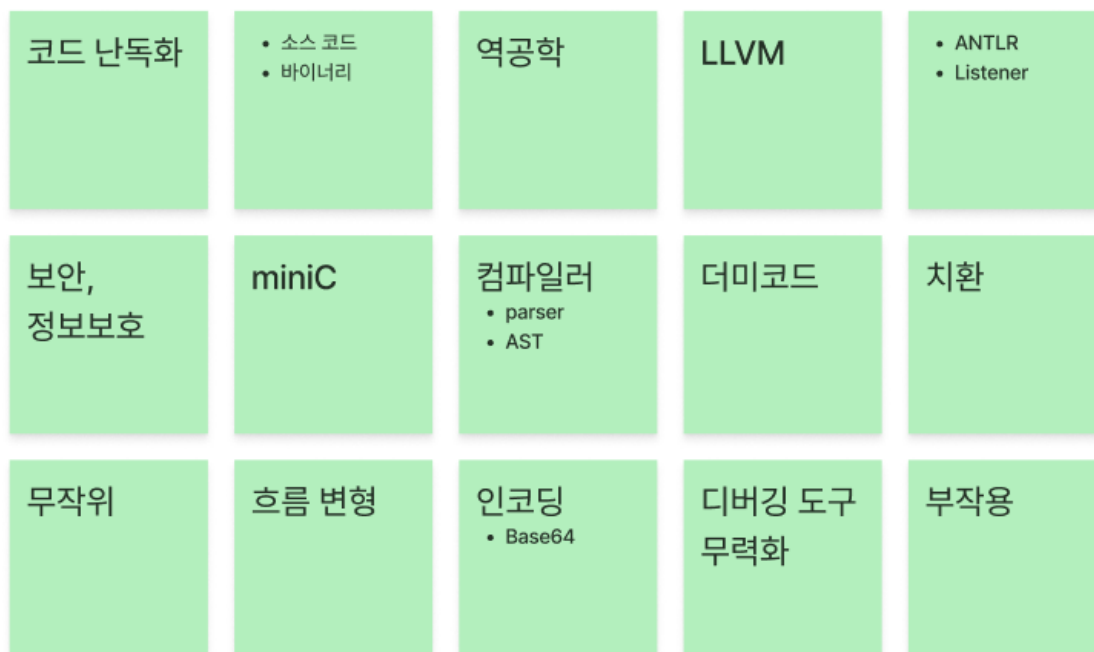 코드 난독화
• 소스 코드
• 바이너리
역공학
LLVM
• ANTLR
• Listener
보안,
정보보호
miniC
컴파일러
• parser
• AST
더미코드
치환
무작위
흐름 변형
인코딩
• Base64
디버깅 도구
무력화
부작용